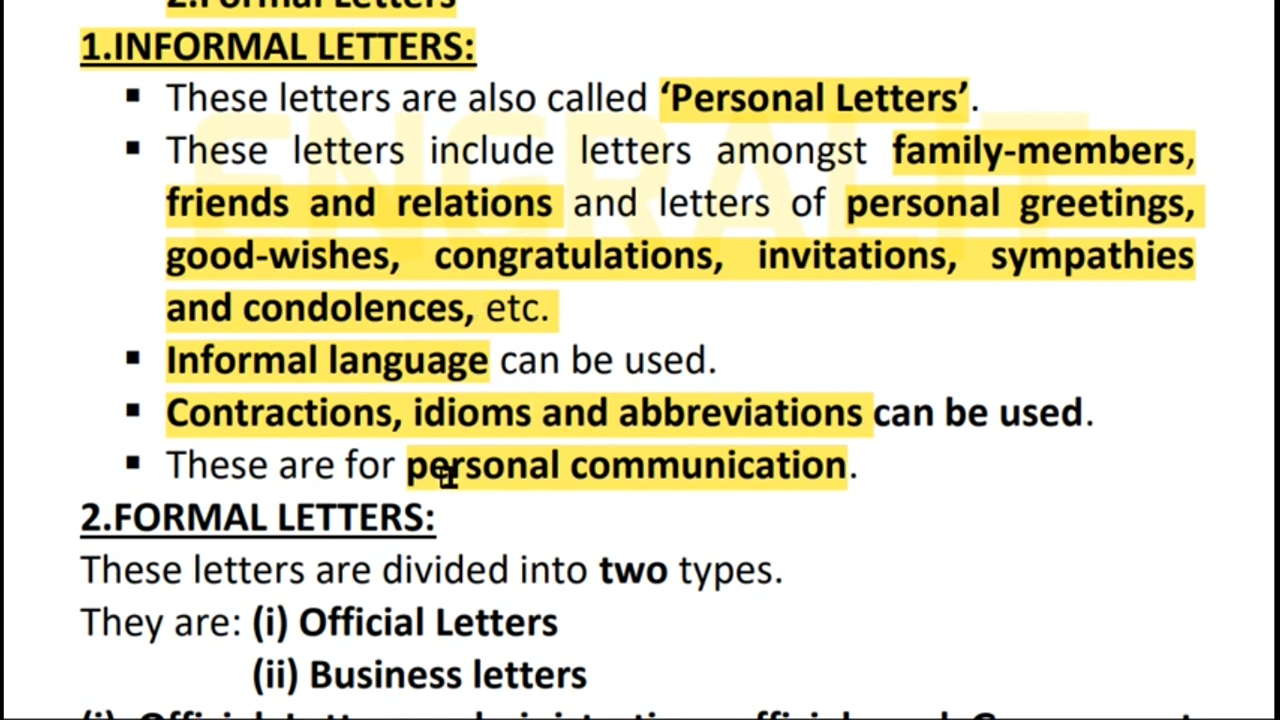 2.Formal Letters
1.INFORMAL LETTERS:
▪ These letters are also called ‘Personal Letters’.
▪ These letters include letters amongst family-members,
friends and relations and letters of personal greetings,
good-wishes, congratulations, invitations, sympathies
and condolences, etc.
▪ Informal language can be used.
▪ Contractions, idioms and abbreviations can be used.
▪ These are for personal communication.
2.FORMAL LETTERS:
These letters are divided into two types.
They are: (i) Official Letters
(ii) Business letters
ENGRALIT